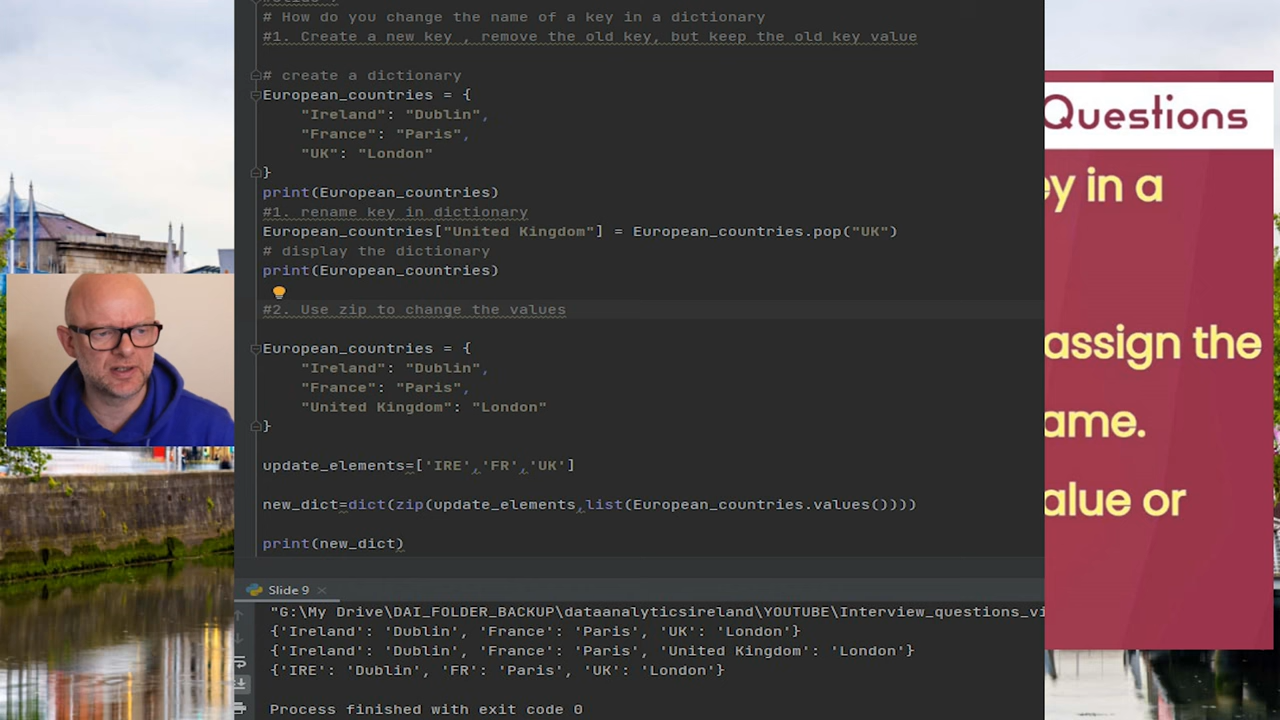 # How do you change the name of a key in a dictionary
#1. Create a new key , remove the old key, but keep the old key value
# create a dictionary
European_countries = {
"Ireland": "Dublin",
"France": "Paris",
"UK": "London"
}
print(European_countries)
#1. rename key in dictionary
European_countries["United Kingdom"] = European_countries.pop("UK")
# display the dictionary
print(European_countries)
#2. Use zip to change the values
European_countries = {
"Ireland": "Dublin",
"France": "Paris",
"United Kingdom": "London"
}
update_elements=['IRE','FR','UK']
new_dict=dict(zip(update_elements,list(European_countries.values())))
print(new_dict)
Slide 9
"G:\My Drive\DAI_FOLDER_BACKUP\dataanalyticsireland\YOUTUBE\Interview_questions_vi
{'Ireland': 'Dublin', 'France': 'Paris', 'UK': 'London'}
{'Ireland': 'Dublin', 'France': 'Paris', 'United Kingdom': 'London'}
{'IRE': 'Dublin', 'FR': 'Paris', 'UK': 'London'}
Process finished with exit code 0
Questions
ey in a
assign the
ame.
alue or